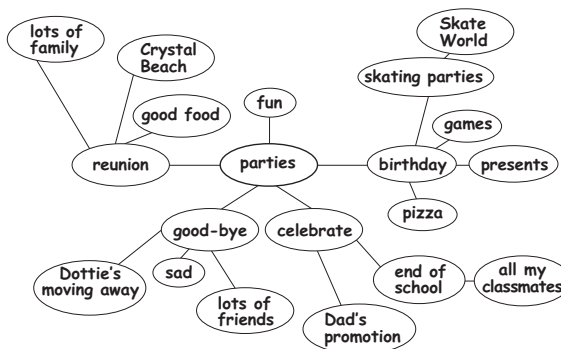 lots of
family
Crystal
Beach
good food
reunion
fun
parties
Skate
World
skating parties
games
birthday
presents
pizza
good-bye
Dottie's
moving away
sad
lots of
friends
celebrate
Dad's
promotion
end of
school
all my
classmates